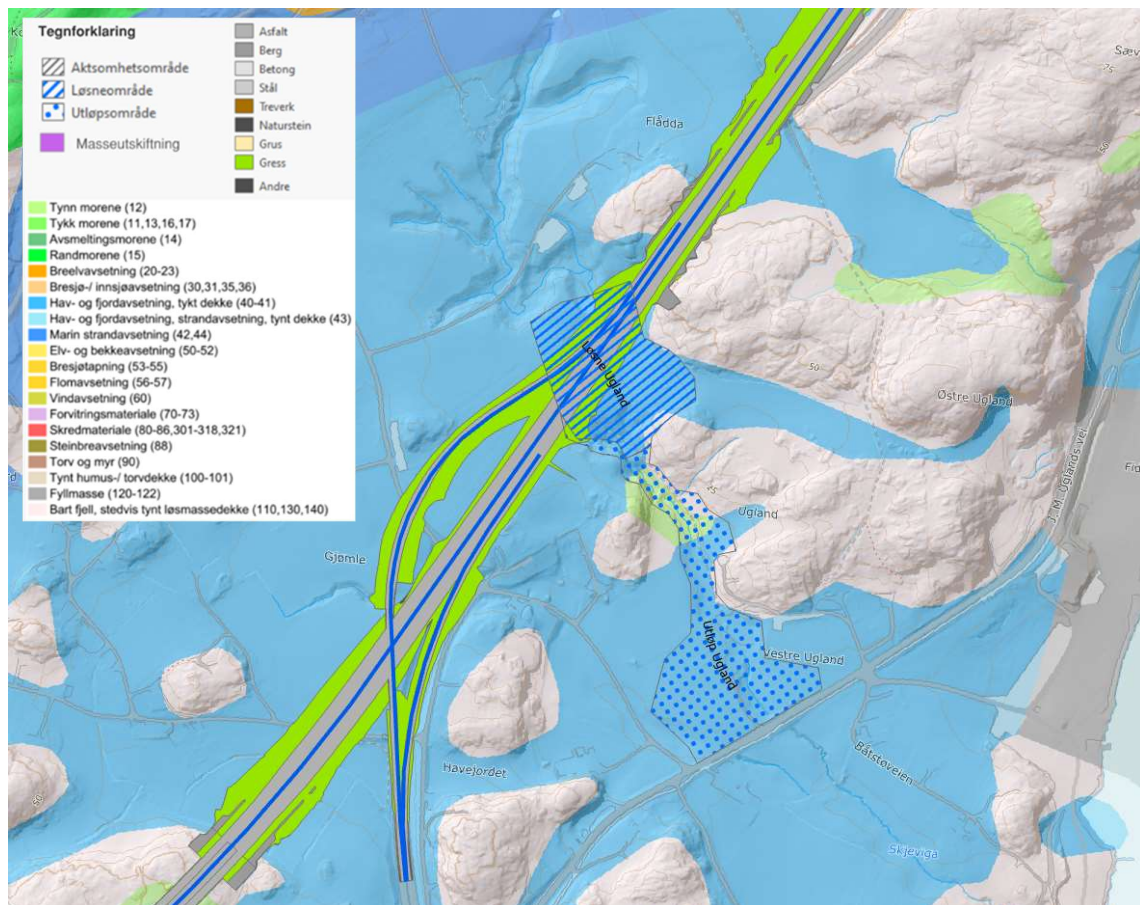 Tegnforklaring
Aktsomhetsområde
Løsneområde
Utløpsområde
Masseutskiftning
Asfalt
Berg
Betong
Stål
Treverk
Naturstein
Grus
Gress
Andre
Tynn morene (12)
Tykk morene (11,13,16,17)
Avsmeltingsmorene (14)
Randmorene (15)
Breelvavsetning (20-23)
Bresjø-/ innsjøavsetning (30,31,35,36)
Hav- og fjordavsetning, tykt dekke (40-41)
Hav- og fjordavsetning, strandavsetning, tynt dekke (43)
Marin strandavsetning (42,44)
Elv- og bekkeavsetning (50-52)
Bresjøtapning (53-55)
Flomavsetning (56-57)
Vindavsetning (60)
Forvitringsmateriale (70-73)
Skredmateriale (80-86,301-318,321)
Steinbreavsetning (88)
Torv og myr (90)
Tynt humus-/ torvdekke (100-101)
Fyllmasse (120-122)
Bart fjell, stedvis tynt løsmassedekke (110,130,140)
Sæv
75
Flådda
50
Løsne Ugland
50
Østre Ugland
J. M. Uglands vei
25
Ugland
Gjømle
Utløp Ugland
Vestre Ugland
Havejordet
Båtstøveien
50
Skjeviga